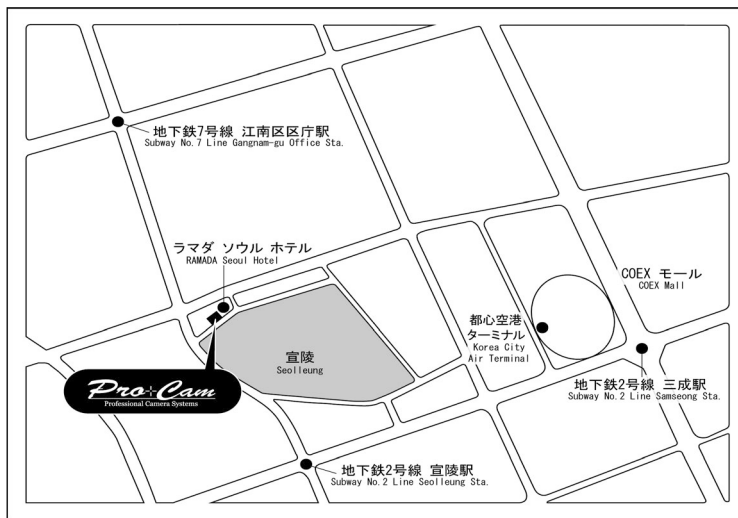 地下鉄7号線 江南区区庁駅
Subway No.7 Line Gangnam-gu Office Sta.
ラマダ ソウル ホテル
RAMADA Seoul Hotel
COEX モール
COEX Mall
都心空港
ターミナル
Korea City
Air Terminal
宣陵
Seolleung
地下鉄2号線 三成駅
Subway No.2 Line Samseong Sta.
Pro Cam
Professional Camera Systems
地下鉄2号線 宣陵駅
Subway No.2 Line Seolleung Sta.